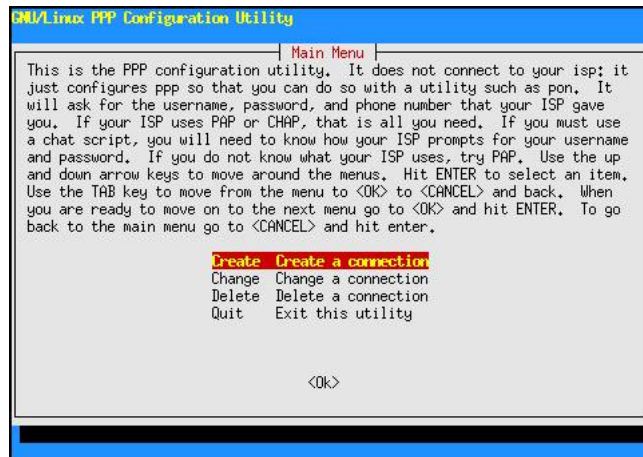 GNU/Linux PPP Configuration Utility
Main Menu
This is the PPP configuration utility.  It does not connect to your isp: it
just configures ppp so that you can do so with a utility such as pon.  It
will ask for the username, password, and phone number that your ISP gave
you.  If your ISP uses PAP or CHAP, that is all you need.  If you must use
a chat script, you will need to know how your ISP prompts for your username
and password.  If you do not know what your ISP uses, try PAP.  Use the up
and down arrow keys to move around the menus.  Hit ENTER to select an item.
Use the TAB key to move from the menu to <OK> to <CANCEL> and back.  When
you are ready to move on to the next menu go to <OK> and hit ENTER.  To go
back to the main menu go to <CANCEL> and hit enter.
Create  Create a connection
Change  Change a connection
Delete  Delete a connection
Quit    Exit this utility
<Ok>